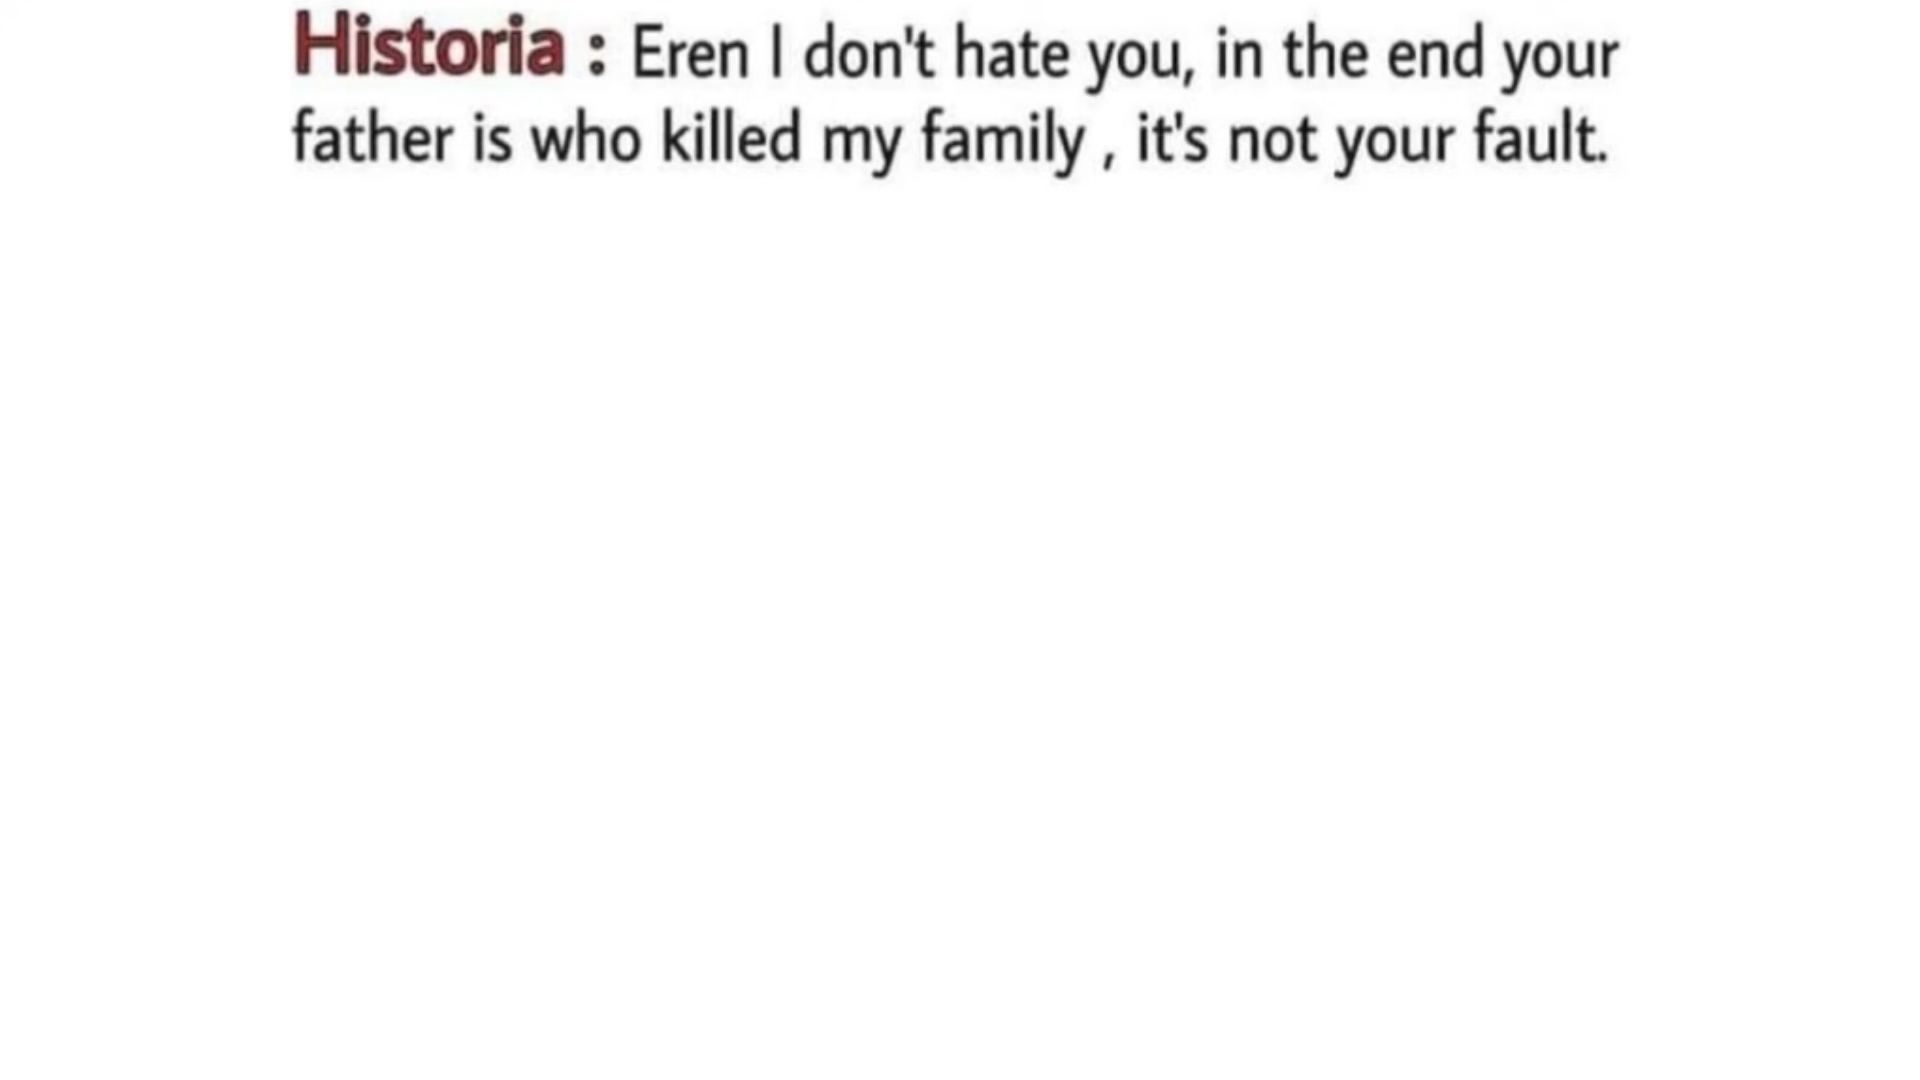 Historia : Eren I don't hate you, in the end your
father is who killed my family , it's not your fault.